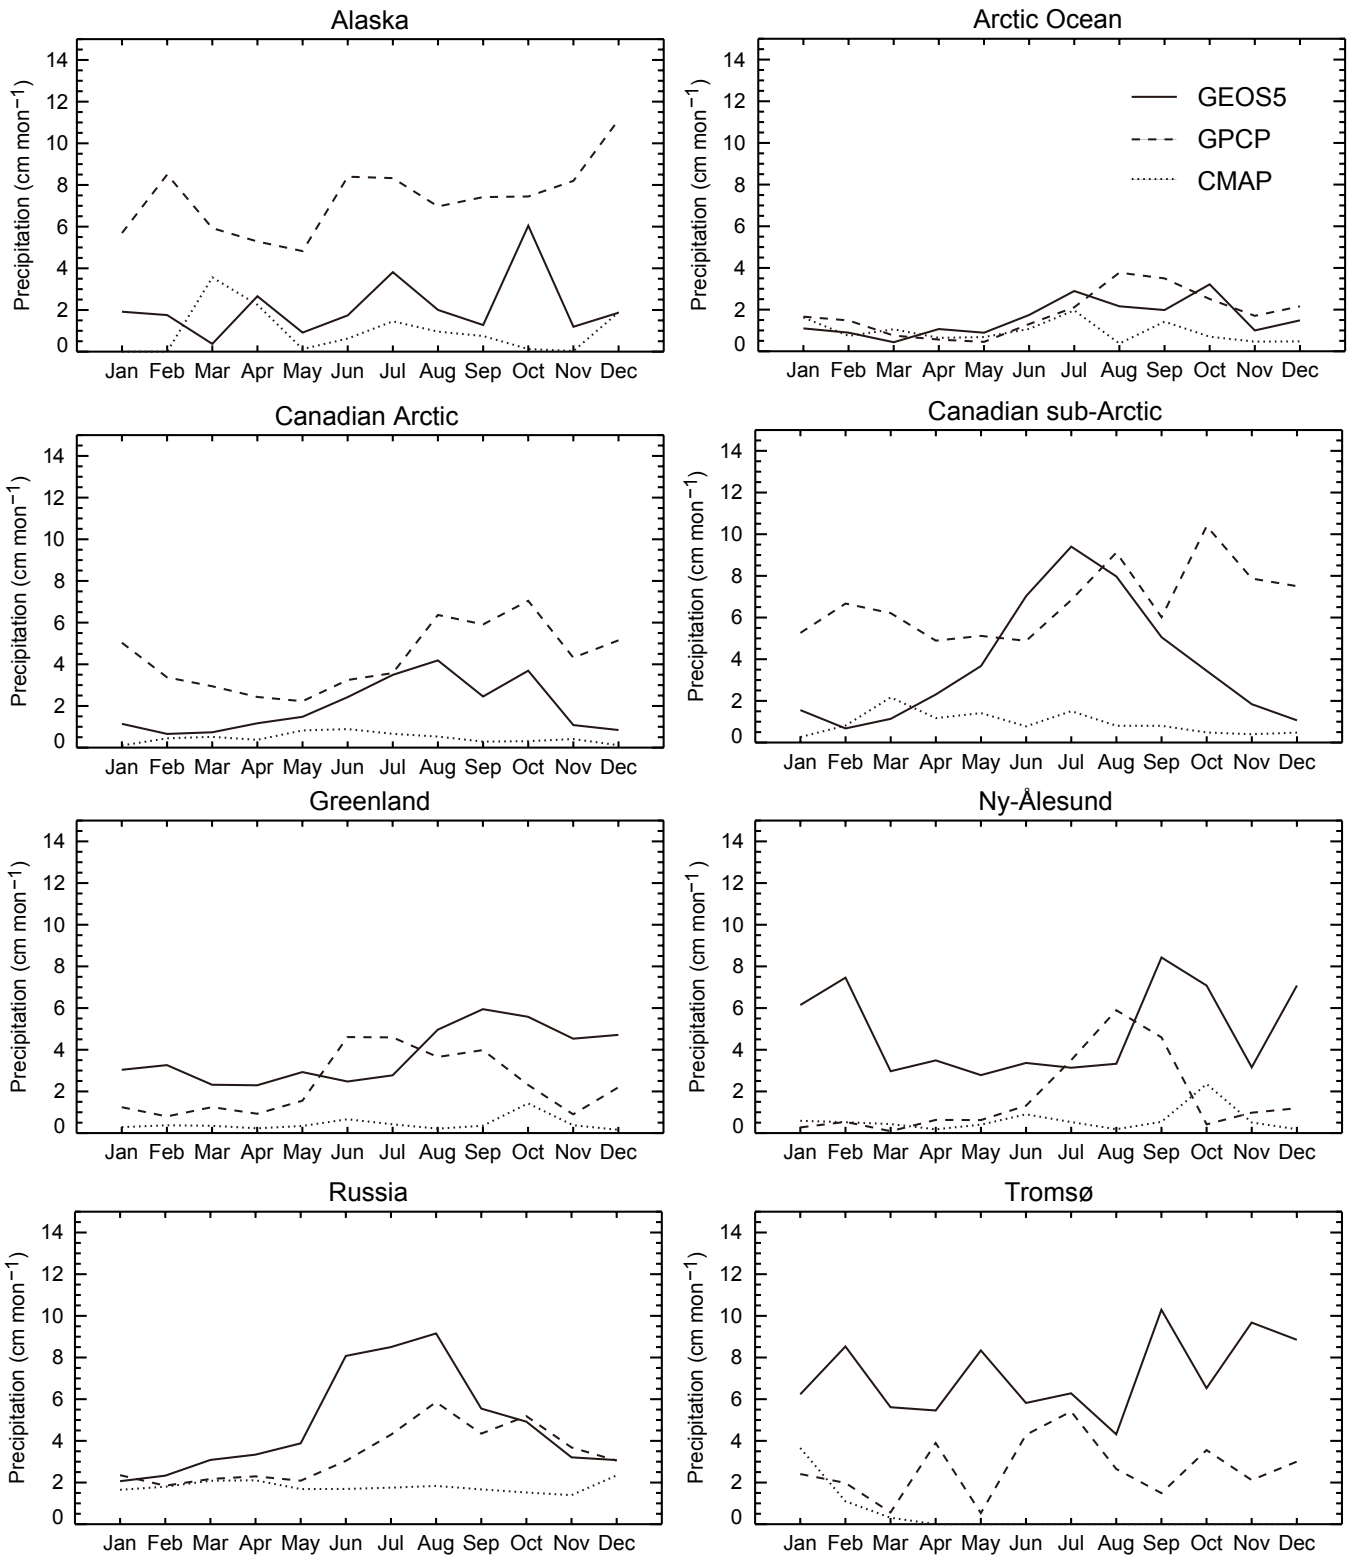 Alaska
Precipitation (cm mon−1)
14
12
10
8
6
4
2
0
Jan Feb Mar Apr May Jun Jul Aug Sep Oct Nov Dec
Arctic Ocean
Precipitation (cm mon−1)
14
12
10
8
6
4
2
0
GEOS5
GPCP
CMAP
Jan Feb Mar Apr May Jun Jul Aug Sep Oct Nov Dec
Canadian Arctic
Precipitation (cm mon−1)
14
12
10
8
6
4
2
0
Jan Feb Mar Apr May Jun Jul Aug Sep Oct Nov Dec
Canadian sub-Arctic
Precipitation (cm mon−1)
14
12
10
8
6
4
2
0
Jan Feb Mar Apr May Jun Jul Aug Sep Oct Nov Dec
Greenland
Precipitation (cm mon−1)
14
12
10
8
6
4
2
0
Jan Feb Mar Apr May Jun Jul Aug Sep Oct Nov Dec
Ny-Ålesund
Precipitation (cm mon−1)
14
12
10
8
6
4
2
0
Jan Feb Mar Apr May Jun Jul Aug Sep Oct Nov Dec
Russia
Precipitation (cm mon−1)
14
12
10
8
6
4
2
0
Jan Feb Mar Apr May Jun Jul Aug Sep Oct Nov Dec
Tromsø
Precipitation (cm mon−1)
14
12
10
8
6
4
2
0
Jan Feb Mar Apr May Jun Jul Aug Sep Oct Nov Dec